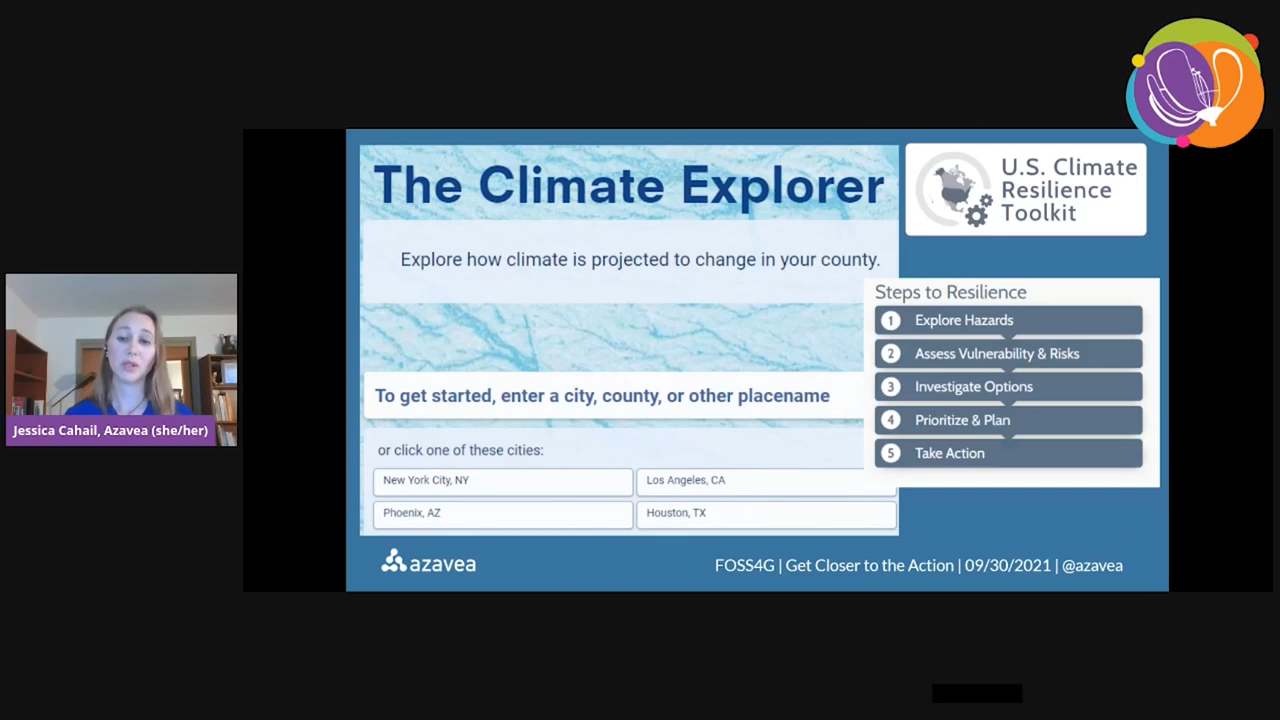 The Climate Explorer
Explore how climate is projected to change in your county.
To get started, enter a city, county, or other placename
or click one of these cities:
New York City, NY
Los Angeles, CA
Phoenix, AZ
Houston, TX
U.S. Climate
Resilience
Toolkit
Steps to Resilience
1 Explore Hazards
2 Assess Vulnerability & Risks
3 Investigate Options
4 Prioritize & Plan
5 Take Action
Jessica Cahail, Azavea (she/her)
azavea
FOSS4G | Get Closer to the Action | 09/30/2021 | @azavea